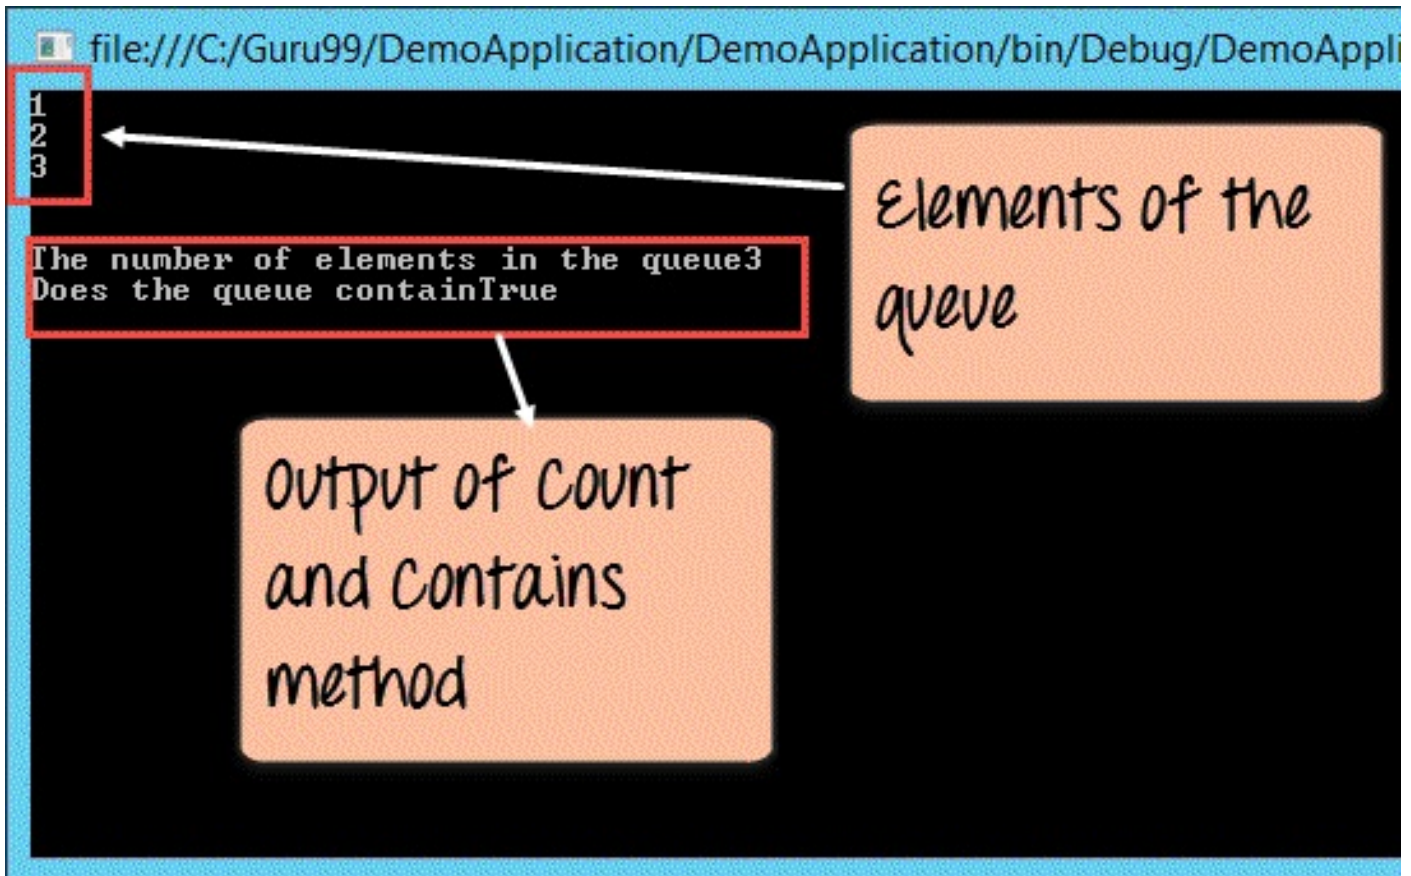 file:///C:/Guru99/DemoApplication/DemoApplication/bin/Debug/DemoAppli
1
2
3
Elements of the
queue
The number of elements in the queue3
Does the queue containTrue
Output of Count
and Contains
method